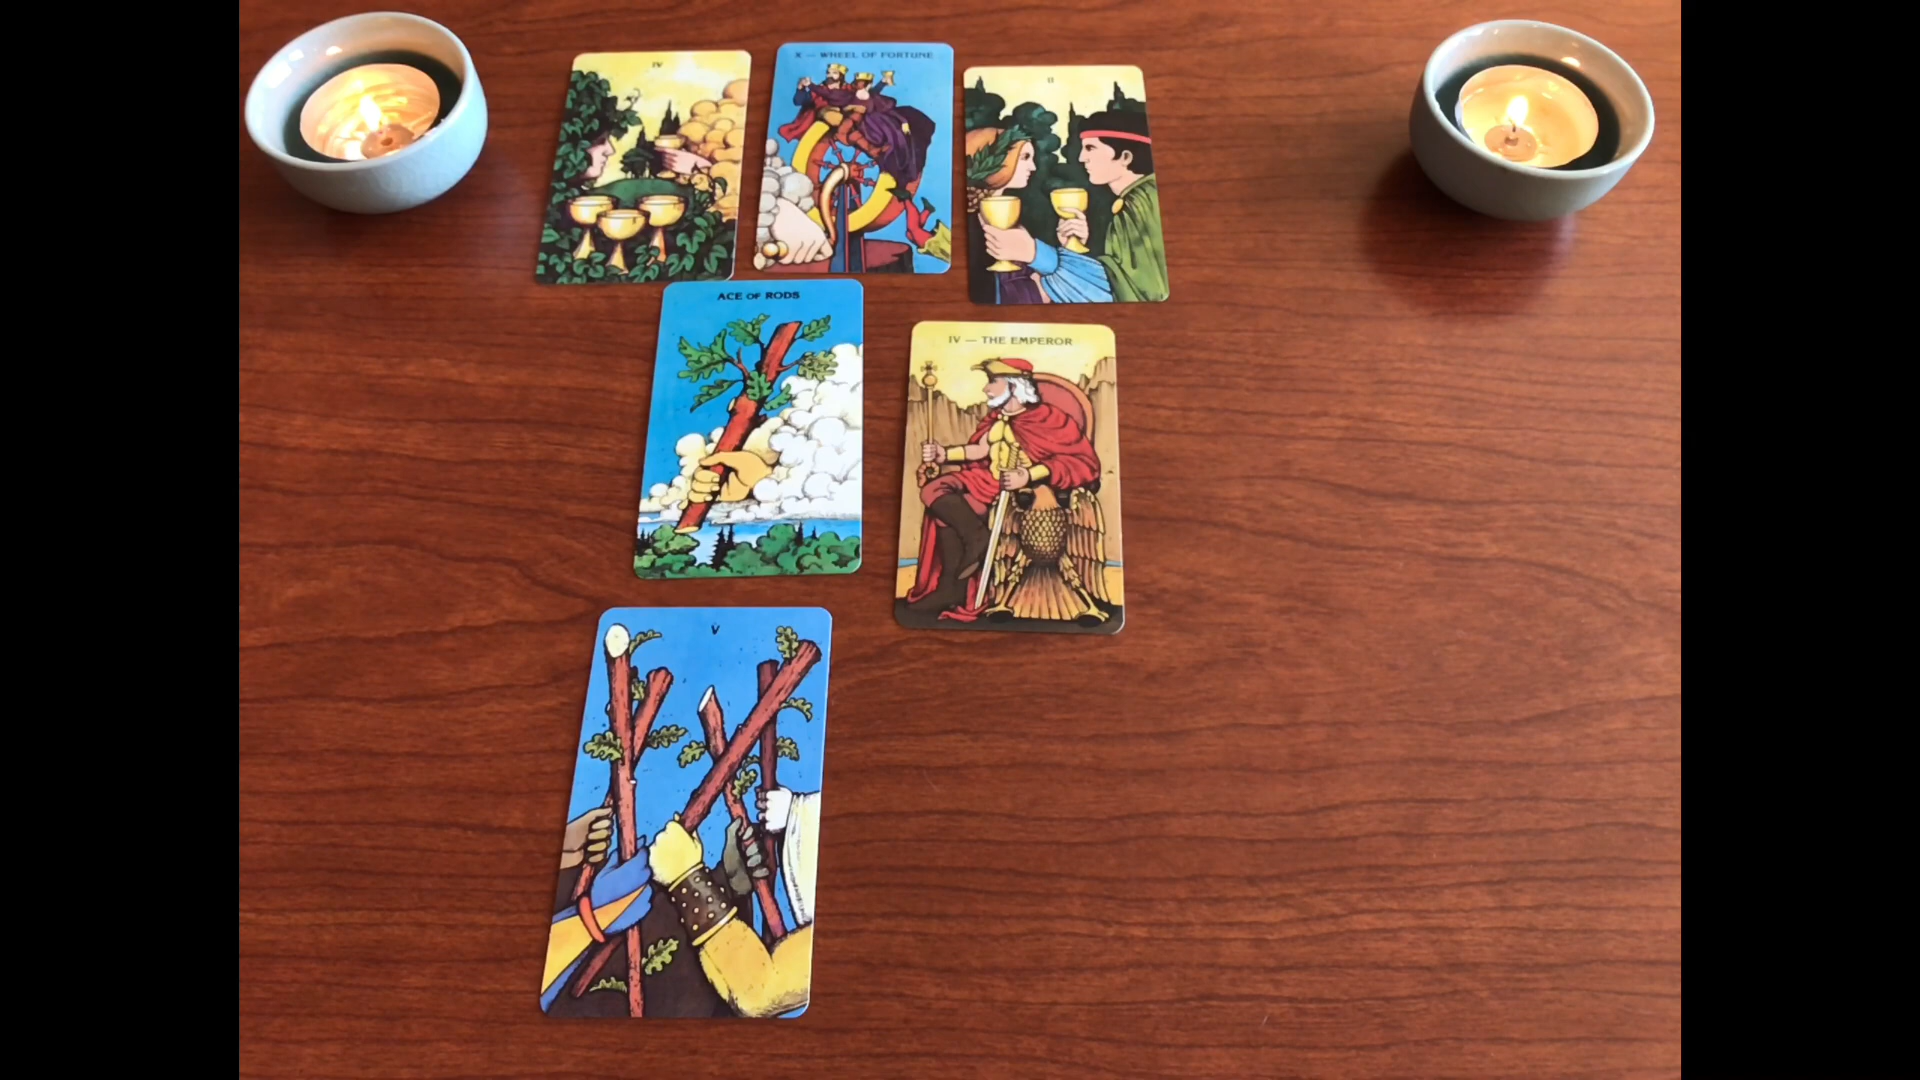 IV
X — WHEEL OF FORTUNE
II
ACE OF RODS
IV — THE EMPEROR
V